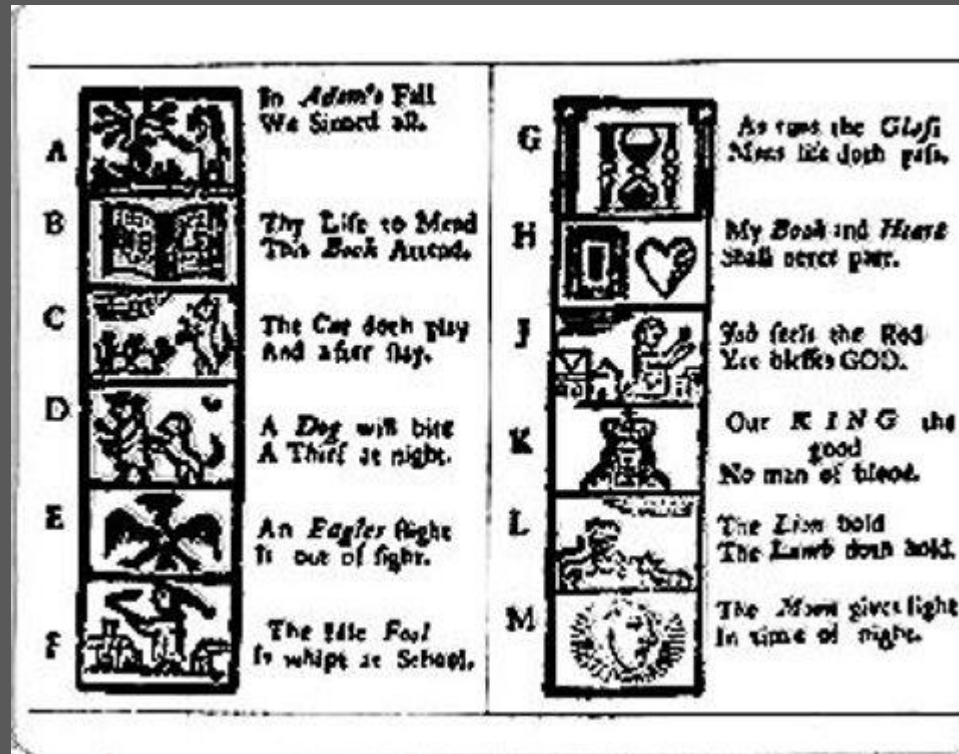 A
In Adam's Fall
We Sinned all.
B
Thy Life to Mend
This Book Attend.
C
The Cat doth play
And after slay.
D
A Dog will bite
A Thief at night.
E
An Eagles flight
Is out of sight.
F
The Idle Fool
Is whipt at School.
G
As runs the Glass
Mans life doth pass.
H
My Book and Heart
Shall never part.
J
Job feels the Rod
Yet blesses GOD.
K
Our KING the
good
No man of blood.
L
The Lion bold
The Lamb doth hold.
M
The Moon gives light
In time of night.